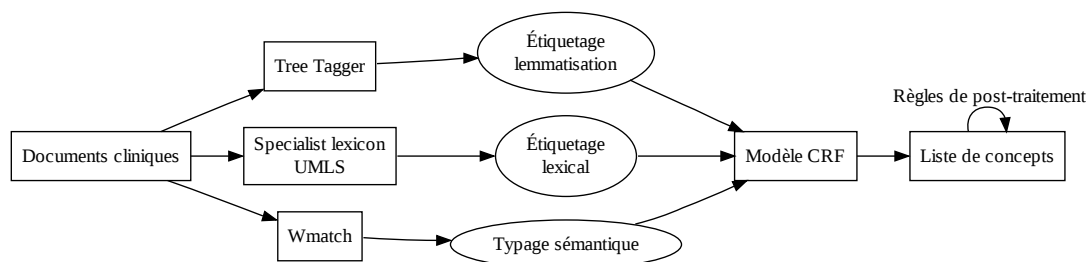 Documents cliniques
Tree Tagger
Étiquetage
lemmatisation
Specialist lexicon
UMLS
Étiquetage
lexical
Wmatch
Typage sémantique
Modèle CRF
Règles de post-traitement
Liste de concepts